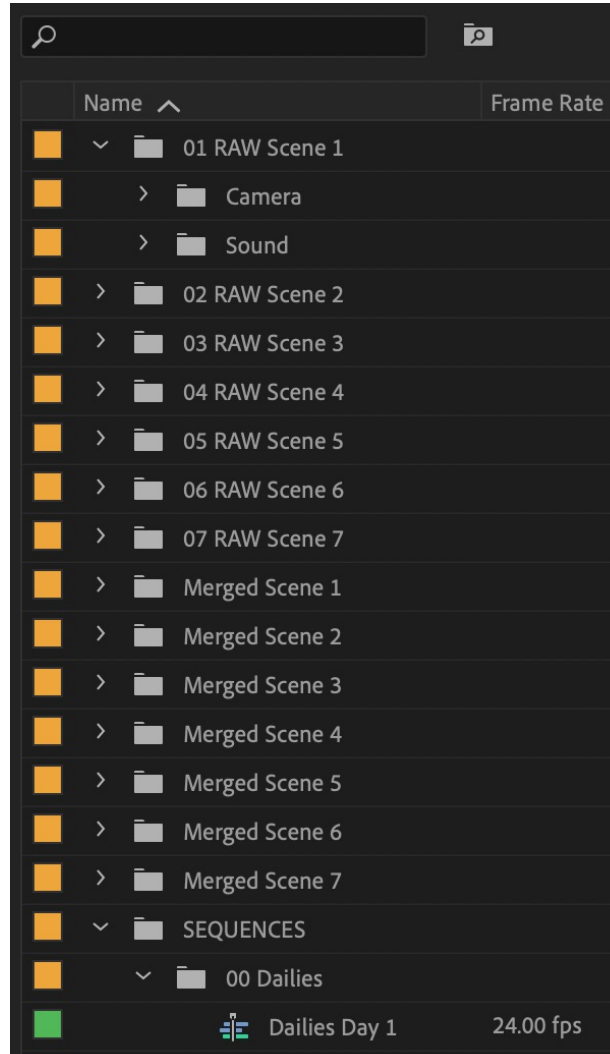 Name Frame Rate
01 RAW Scene 1
Camera
Sound
02 RAW Scene 2
03 RAW Scene 3
04 RAW Scene 4
05 RAW Scene 5
06 RAW Scene 6
07 RAW Scene 7
Merged Scene 1
Merged Scene 2
Merged Scene 3
Merged Scene 4
Merged Scene 5
Merged Scene 6
Merged Scene 7
SEQUENCES
00 Dailies
Dailies Day 1 24.00 fps